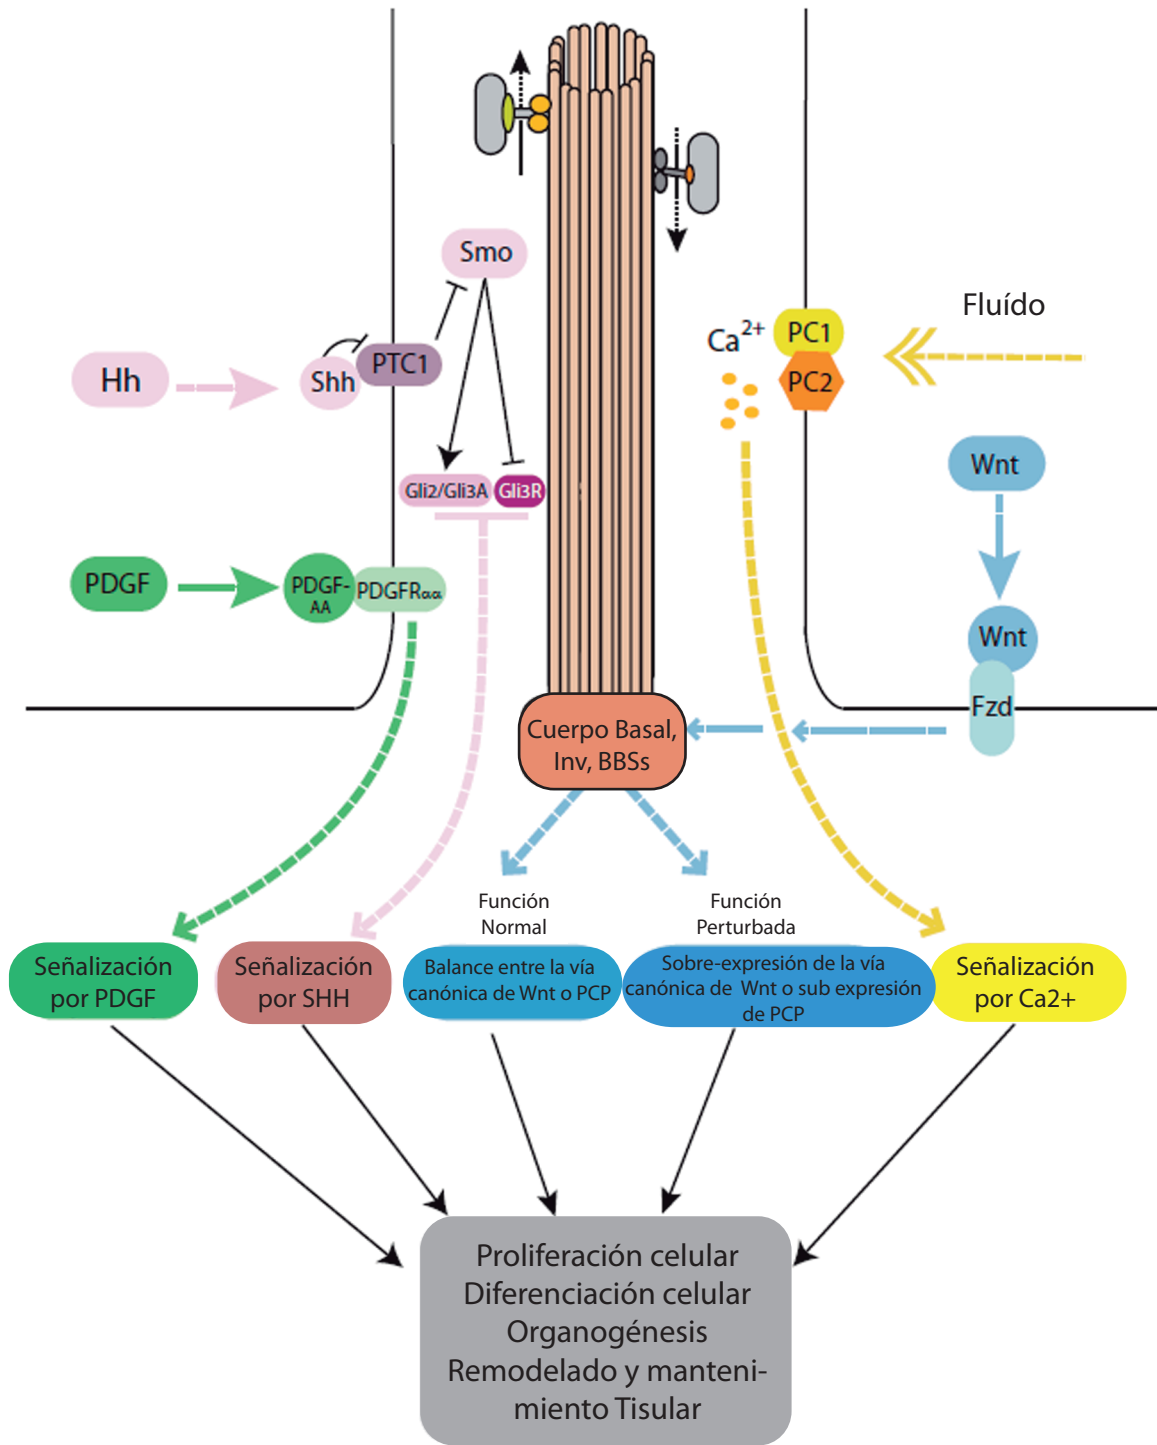 Smo
Fluído
Ca2+
PC1
Hh
Shh
PTC1
PC2
Wnt
Gli2/Gli3A
Gli3R
PDGF
PDGF-
AA
PDGFRαα
Wnt
Fzd
Cuerpo Basal,
Inv, BBSs
Función
Normal
Función
Perturbada
Señalización
por PDGF
Señalización
por SHH
Balance entre la vía
canónica de Wnt o PCP
Sobre-expresión de la vía
canónica de Wnt o sub expresión
de PCP
Señalización
por Ca2+
Proliferación celular
Diferenciación celular
Organogénesis
Remodelado y manteni-
miento Tisular